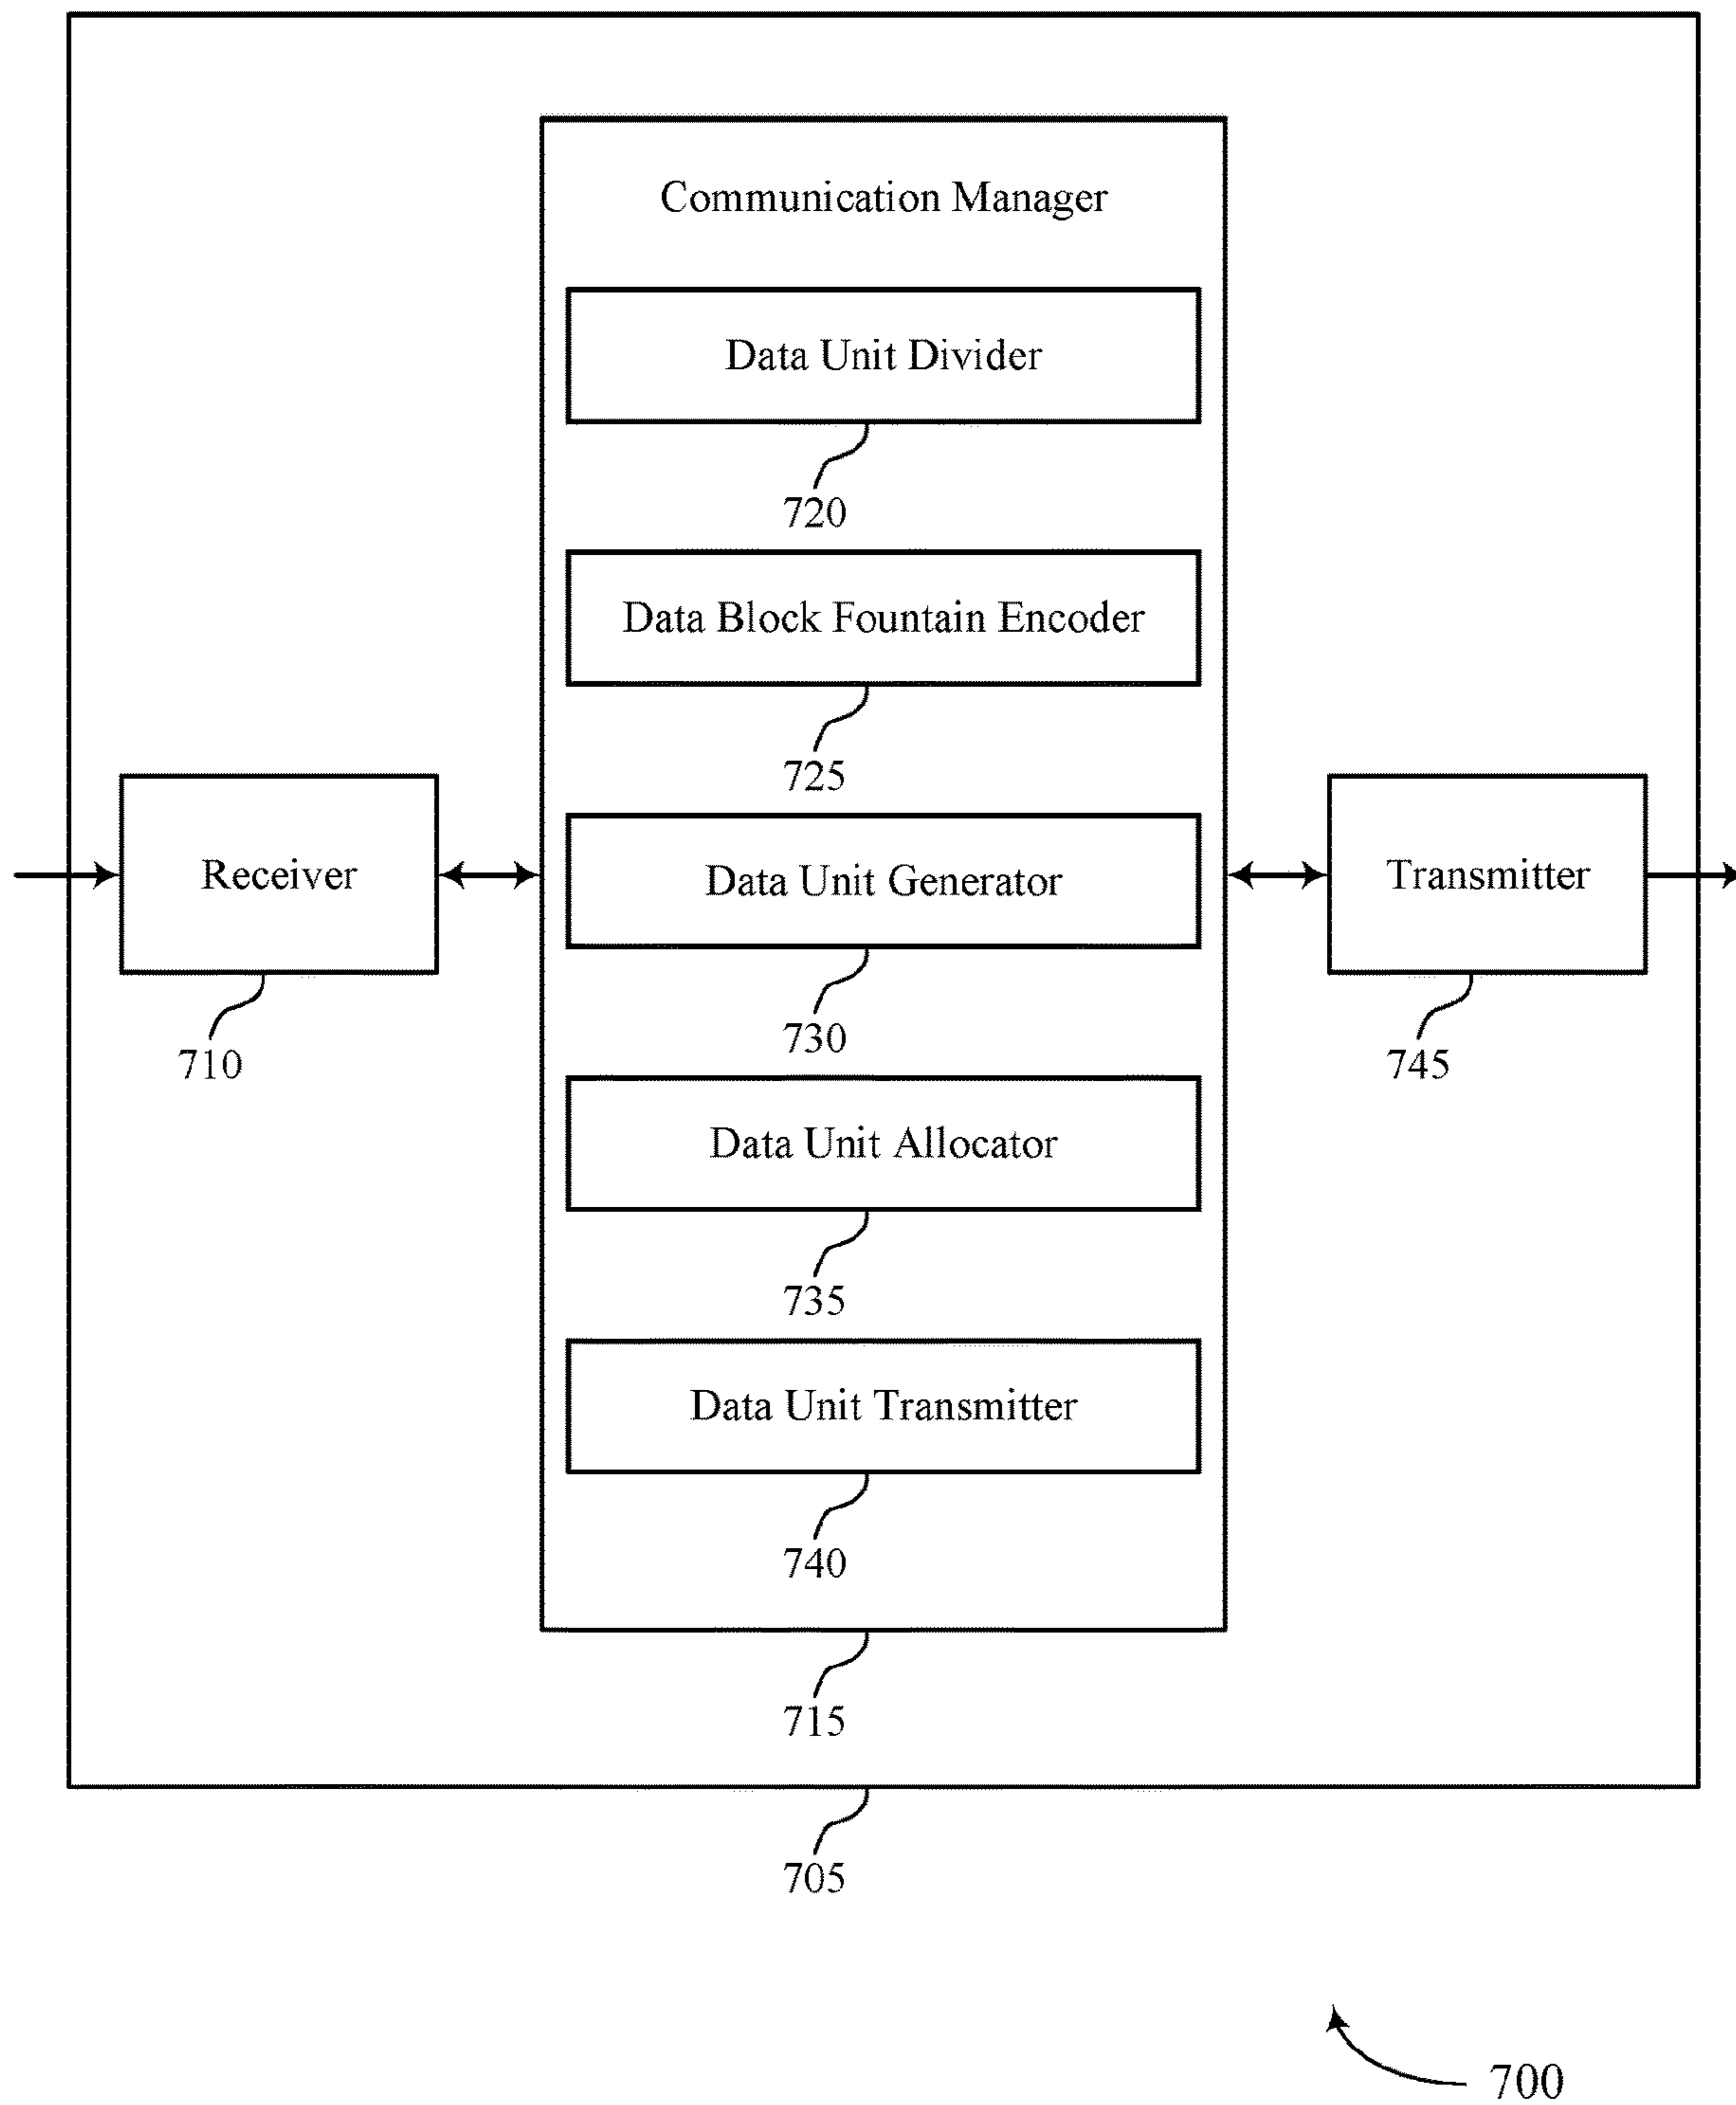 Communication Manager
Data Unit Divider
720
Data Block Fountain Encoder
725
Receiver
710
Data Unit Generator
730
Transmitter
745
Data Unit Allocator
735
Data Unit Transmitter
740
715
705
700